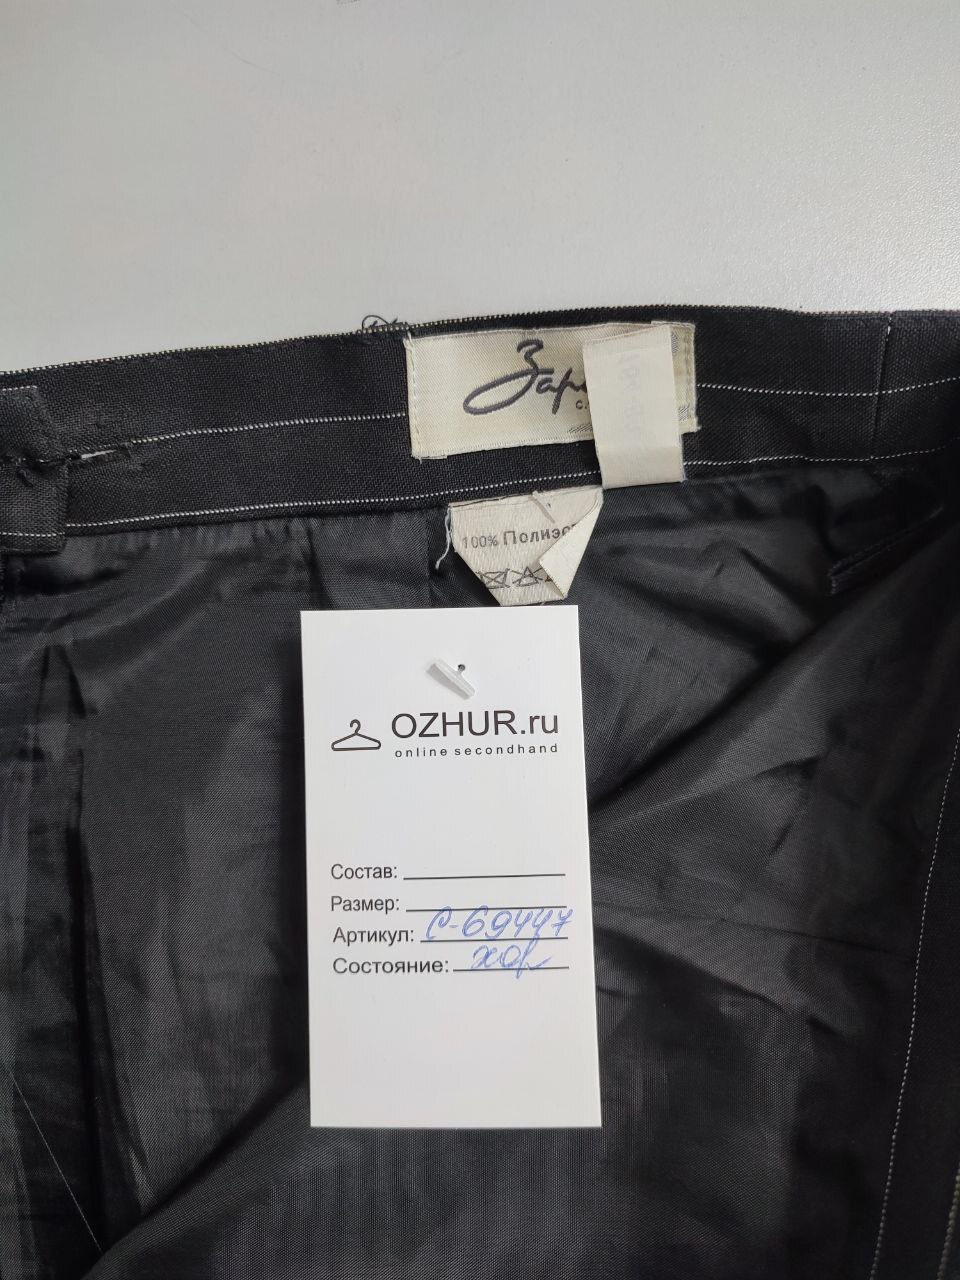 Зар
с.
100% Полиэс
OZHUR.ru
online secondhand
Состав:
Размер:
Артикул: С-69447
Состояние: хор